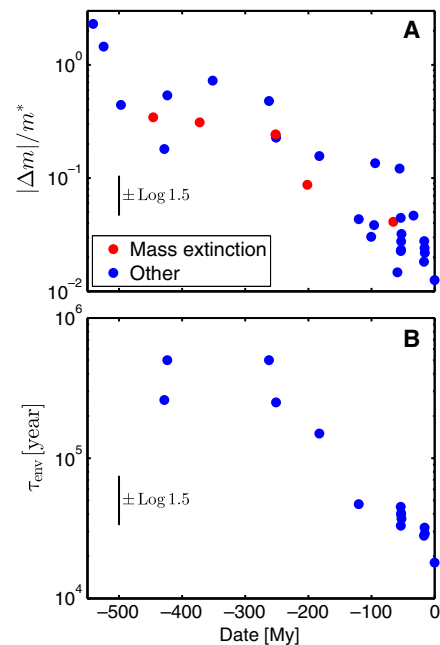 A
10^0
10^{-1}
10^{-2}
|Δm|/m*
± Log 1.5
Mass extinction
Other
B
10^6
10^5
10^4
τ_env [year]
± Log 1.5
−500 −400 −300 −200 −100 0
Date [My]